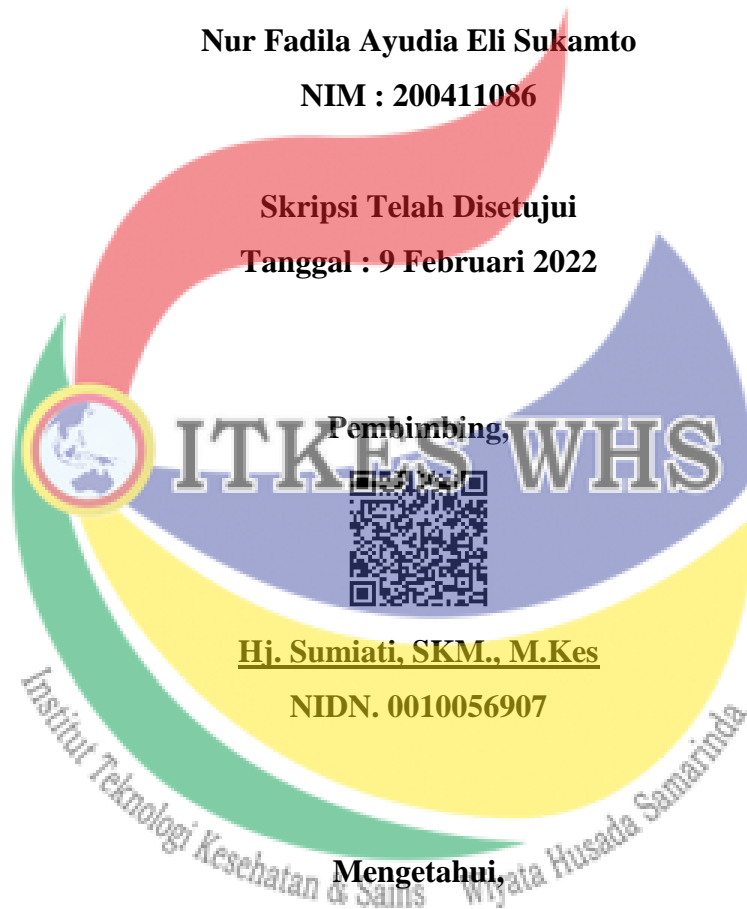 Nur Fadila Ayudia Eli Sukamto
NIM : 200411086
Skripsi Telah Disetujui
Tanggal : 9 Februari 2022
Pembimbing,
ITKES WHS
Hj. Sumiati, SKM., M.Kes
NIDN. 0010056907
Institut Teknologi Kesehatan & Sains Wiyata Husada Samarinda
Mengetahui,